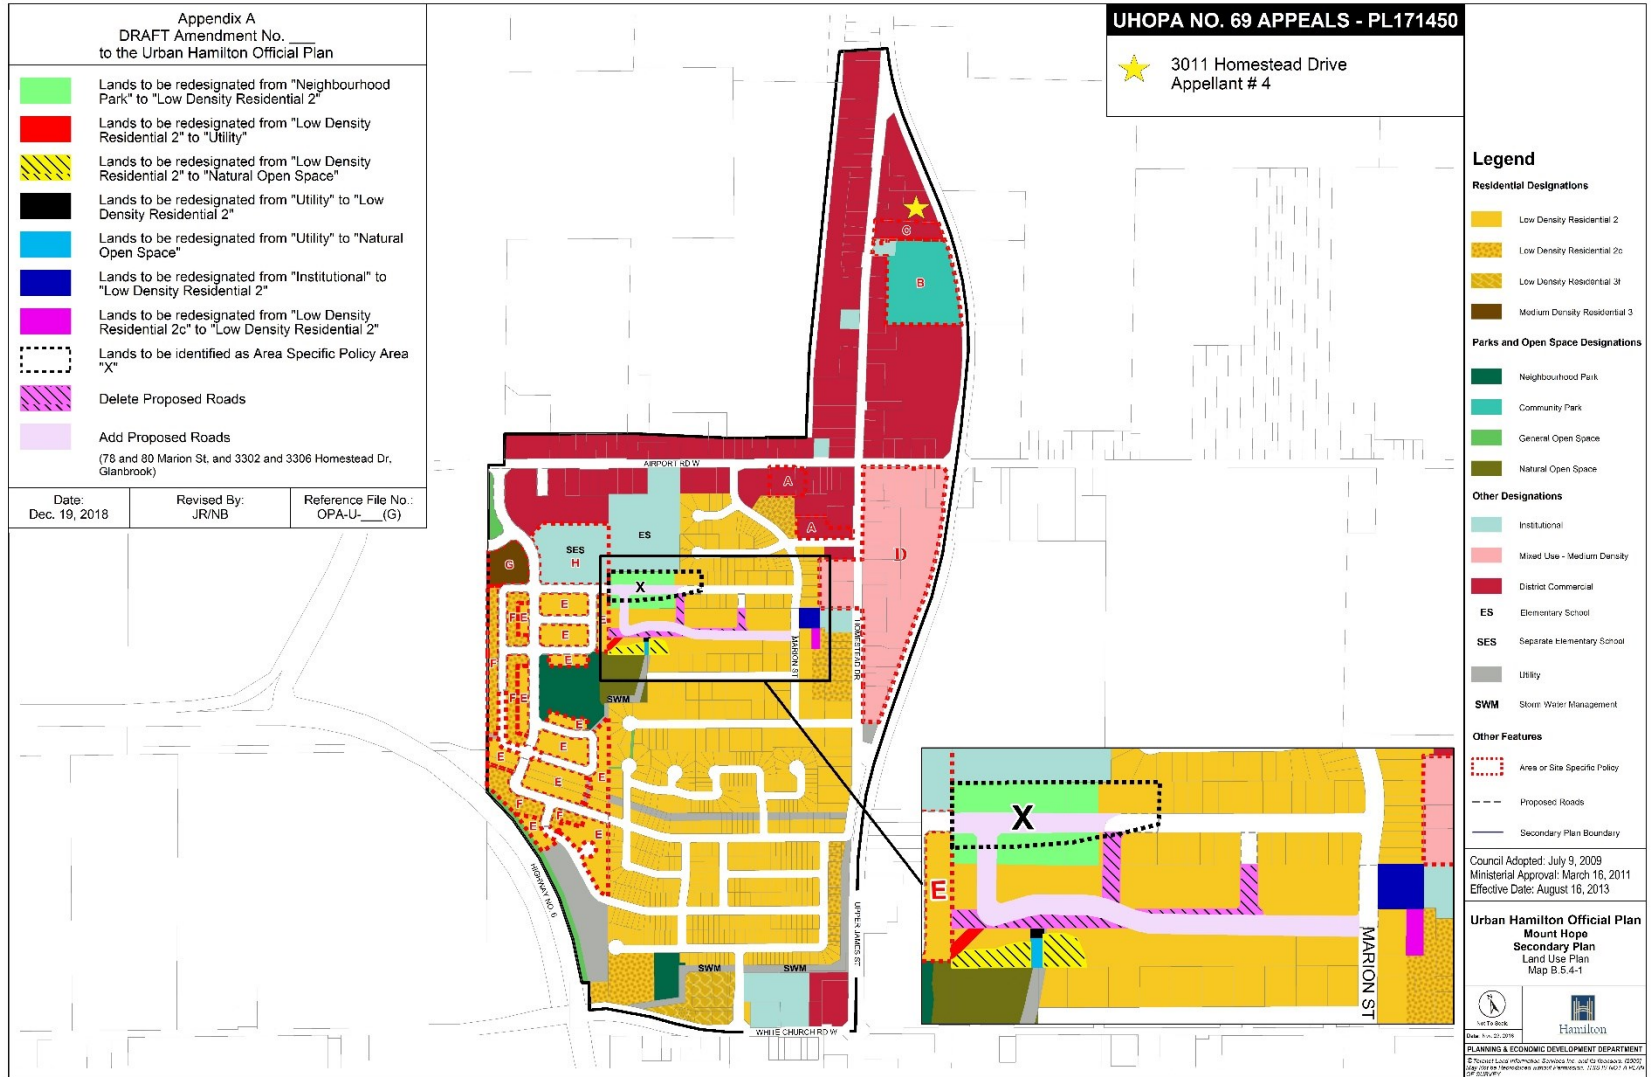 Appendix A
DRAFT Amendment No. ___
to the Urban Hamilton Official Plan
Lands to be redesignated from "Neighbourhood
Park" to "Low Density Residential 2"
Lands to be redesignated from "Low Density
Residential 2" to "Utility"
Lands to be redesignated from "Low Density
Residential 2" to "Natural Open Space"
Lands to be redesignated from "Utility" to "Low
Density Residential 2"
Lands to be redesignated from "Utility" to "Natural
Open Space"
Lands to be redesignated from "Institutional" to
"Low Density Residential 2"
Lands to be redesignated from "Low Density
Residential 2c" to "Low Density Residential 2"
Lands to be identified as Area Specific Policy Area
"X"
Delete Proposed Roads
Add Proposed Roads
(78 and 80 Marion St. and 3302 and 3306 Homestead Dr,
Glanbrook)
Date:
Dec. 19, 2018
Revised By:
JR/NB
Reference File No.:
OPA-U-___(G)
UHOPA NO. 69 APPEALS - PL171450
3011 Homestead Drive
Appellant # 4
C
B
AIRPORT RD W
A
A
D
ES
SES
H
G
X
E
F E
E
E
E
F
F E
SWM
E
E
E
E
E
F
F
E
E
MARION ST
HOMESTEAD DR
HIGHWAY NO. 6
UPPER JAMES ST
SWM
SWM
WHITE CHURCH RD W
X
E
MARION ST
Legend
Residential Designations
Low Density Residential 2
Low Density Residential 2c
Low Density Residential 3f
Medium Density Residential 3
Parks and Open Space Designations
Neighbourhood Park
Community Park
General Open Space
Natural Open Space
Other Designations
Institutional
Mixed Use - Medium Density
District Commercial
ES Elementary School
SES Separate Elementary School
Utility
SWM Storm Water Management
Other Features
Area or Site Specific Policy
Proposed Roads
Secondary Plan Boundary
Council Adopted: July 9, 2009
Ministerial Approval: March 16, 2011
Effective Date: August 16, 2013
Urban Hamilton Official Plan
Mount Hope
Secondary Plan
Land Use Plan
Map B.5.4-1
N
Not To Scale
Hamilton
PLANNING & ECONOMIC DEVELOPMENT DEPARTMENT